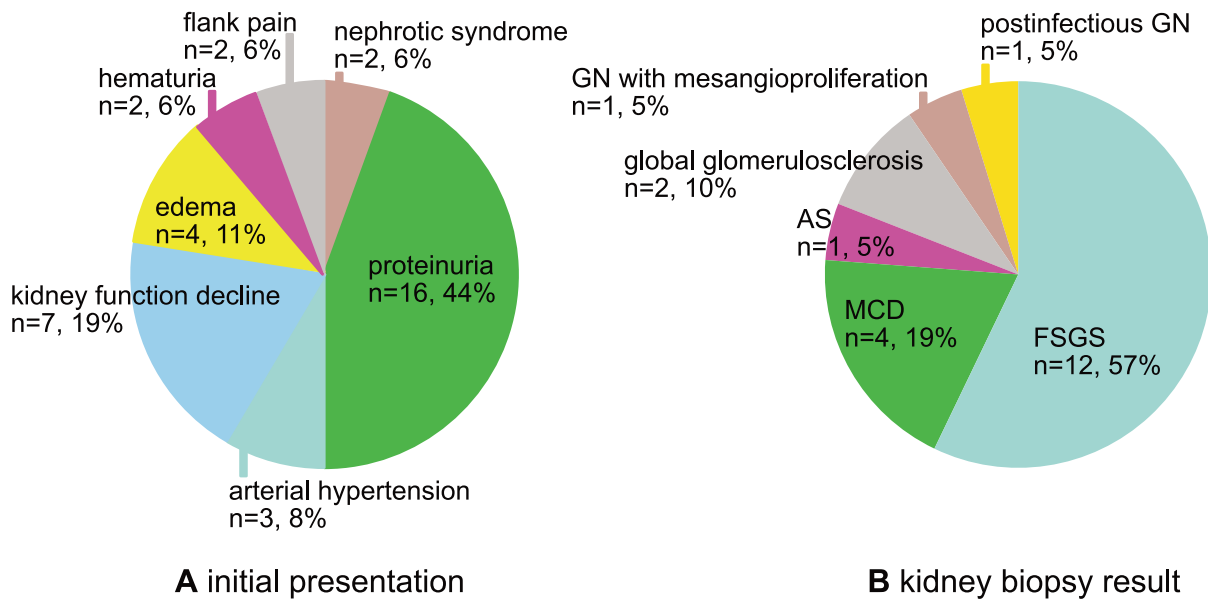 flank pain
n=2, 6%
nephrotic syndrome
n=2, 6%
hematuria
n=2, 6%
edema
n=4, 11%
proteinuria
n=16, 44%
kidney function decline
n=7, 19%
arterial hypertension
n=3, 8%
A initial presentation
postinfectious GN
n=1, 5%
GN with mesangioproliferation
n=1, 5%
global glomerulosclerosis
n=2, 10%
AS
n=1, 5%
MCD
n=4, 19%
FSGS
n=12, 57%
B kidney biopsy result